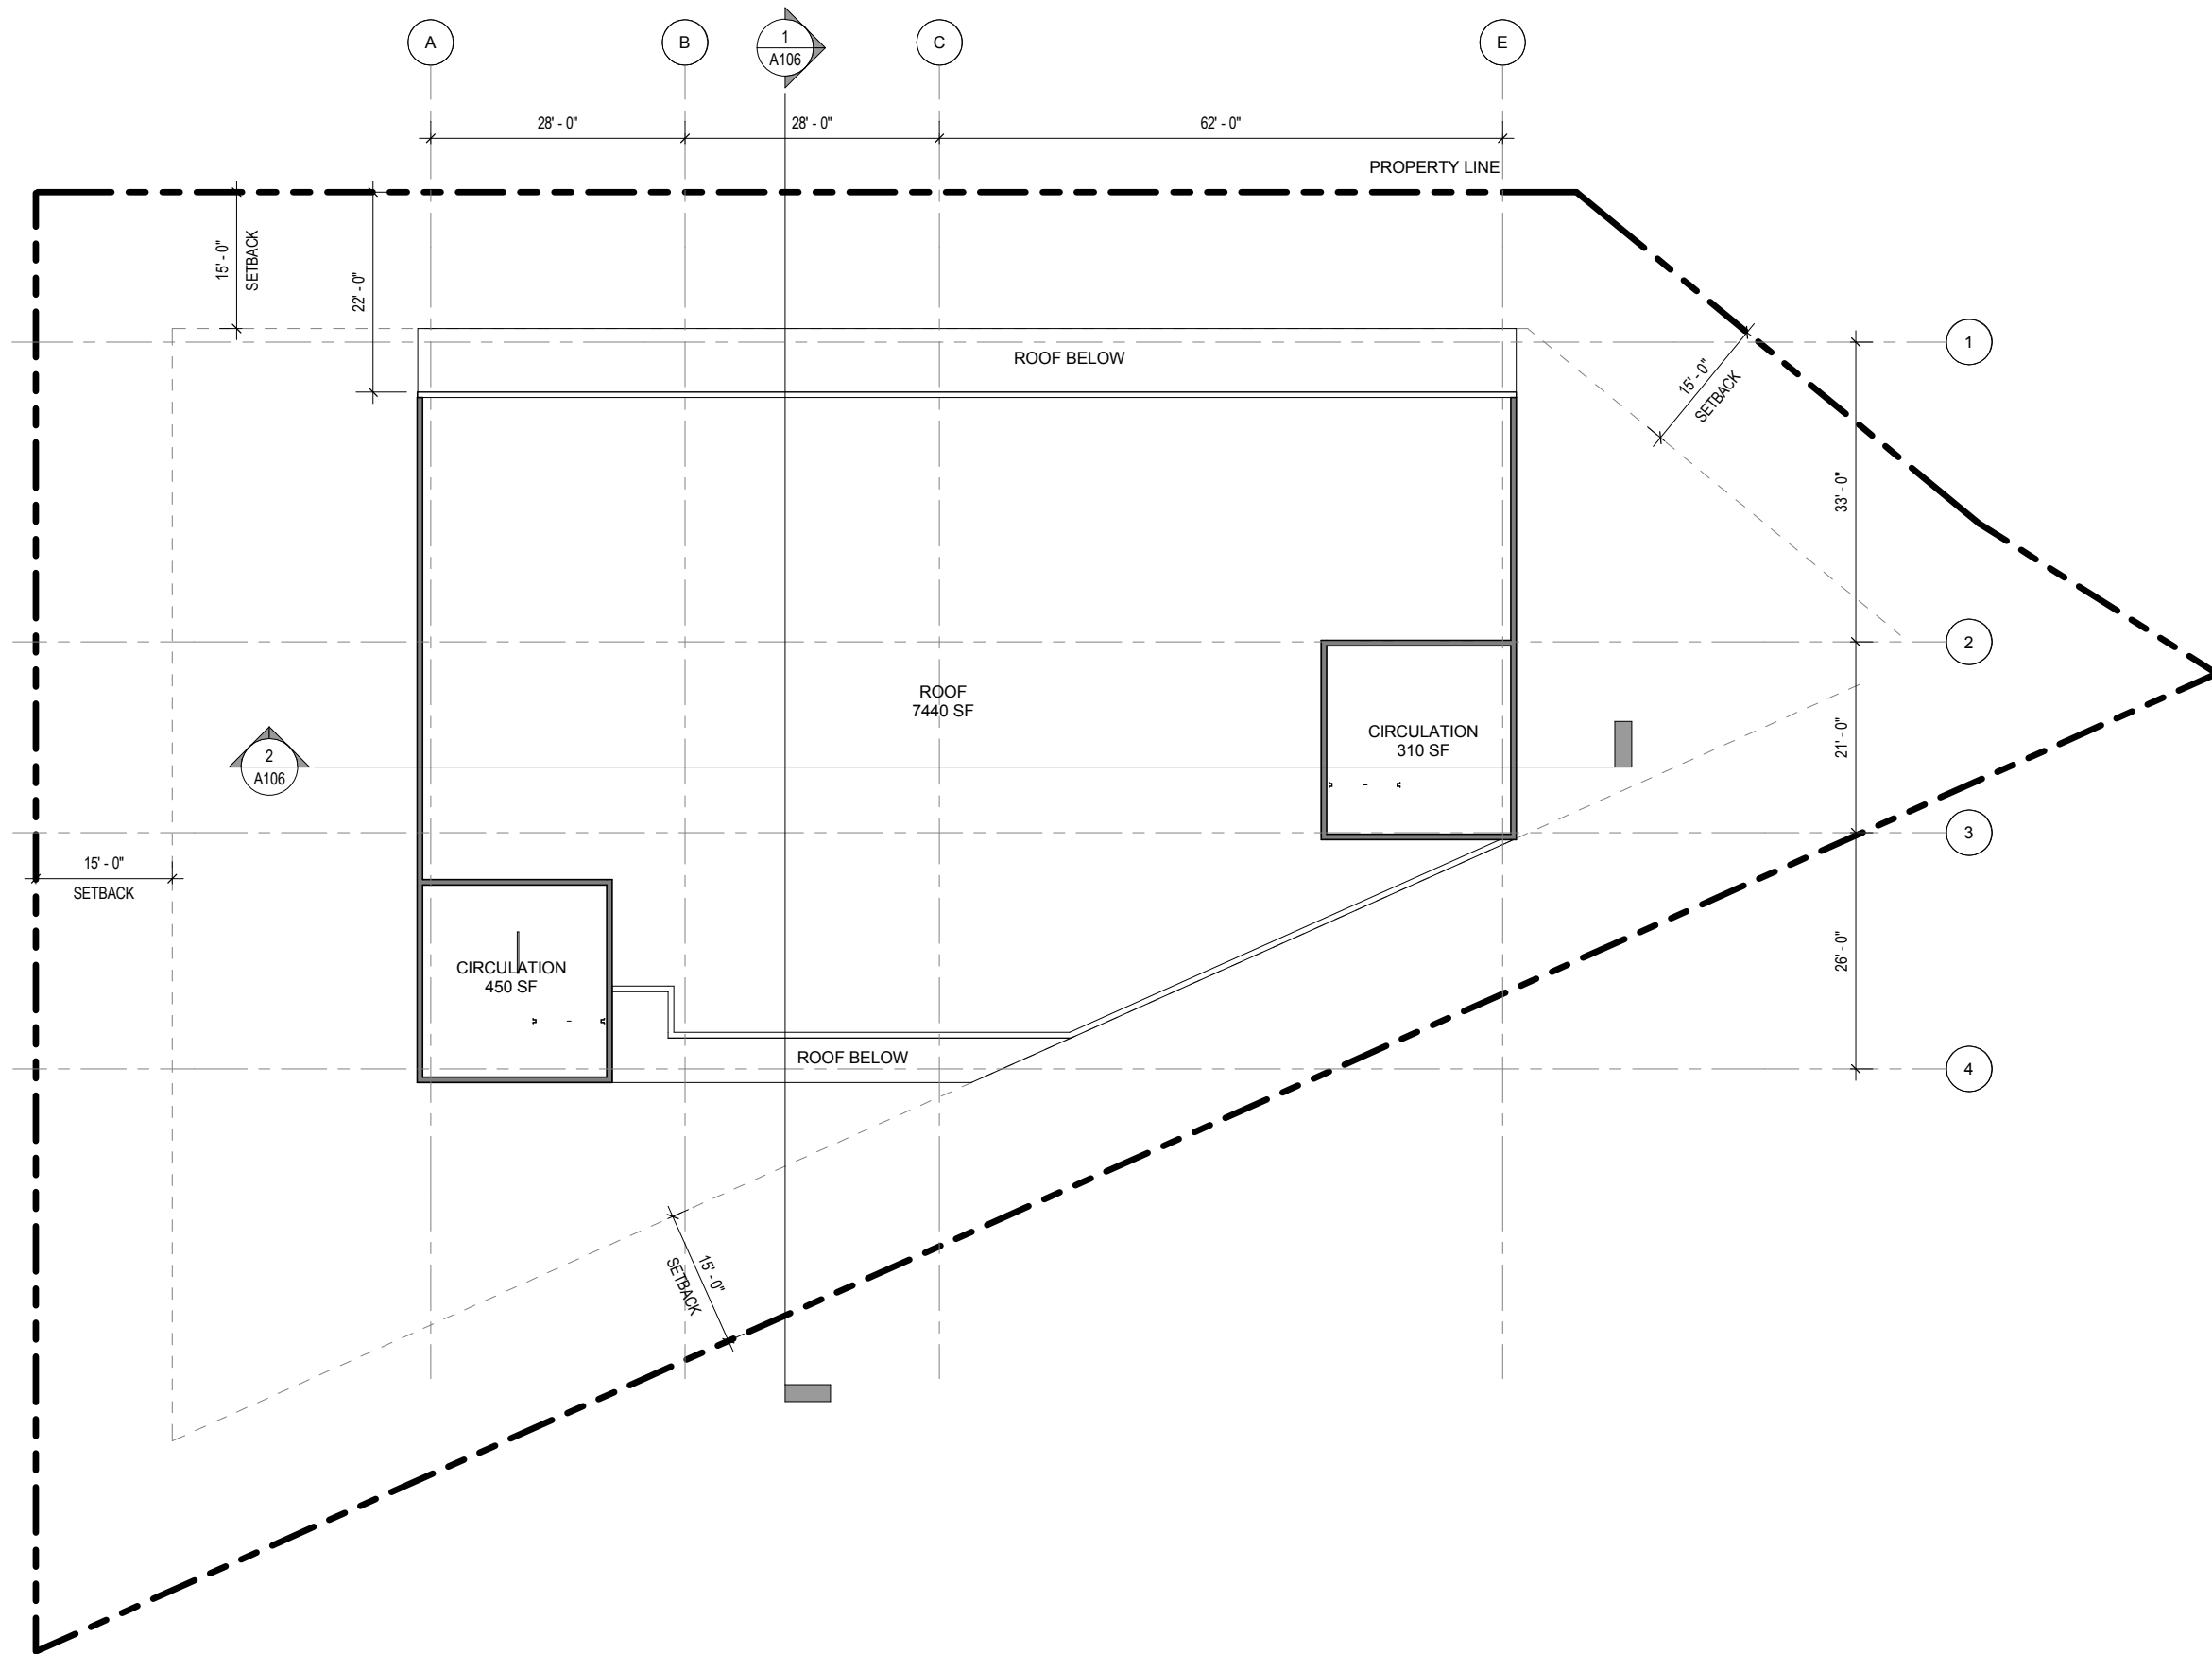 A
B
1
A106
C
E
28' - 0"
28' - 0"
62' - 0"
PROPERTY LINE
15' - 0"
SETBACK
22' - 0"
1
ROOF BELOW
15' - 0"
SETBACK
33' - 0"
2
ROOF
7440 SF
CIRCULATION
310 SF
21' - 0"
2
A106
3
15' - 0"
SETBACK
CIRCULATION
450 SF
26' - 0"
ROOF BELOW
4
15' - 0"
SETBACK